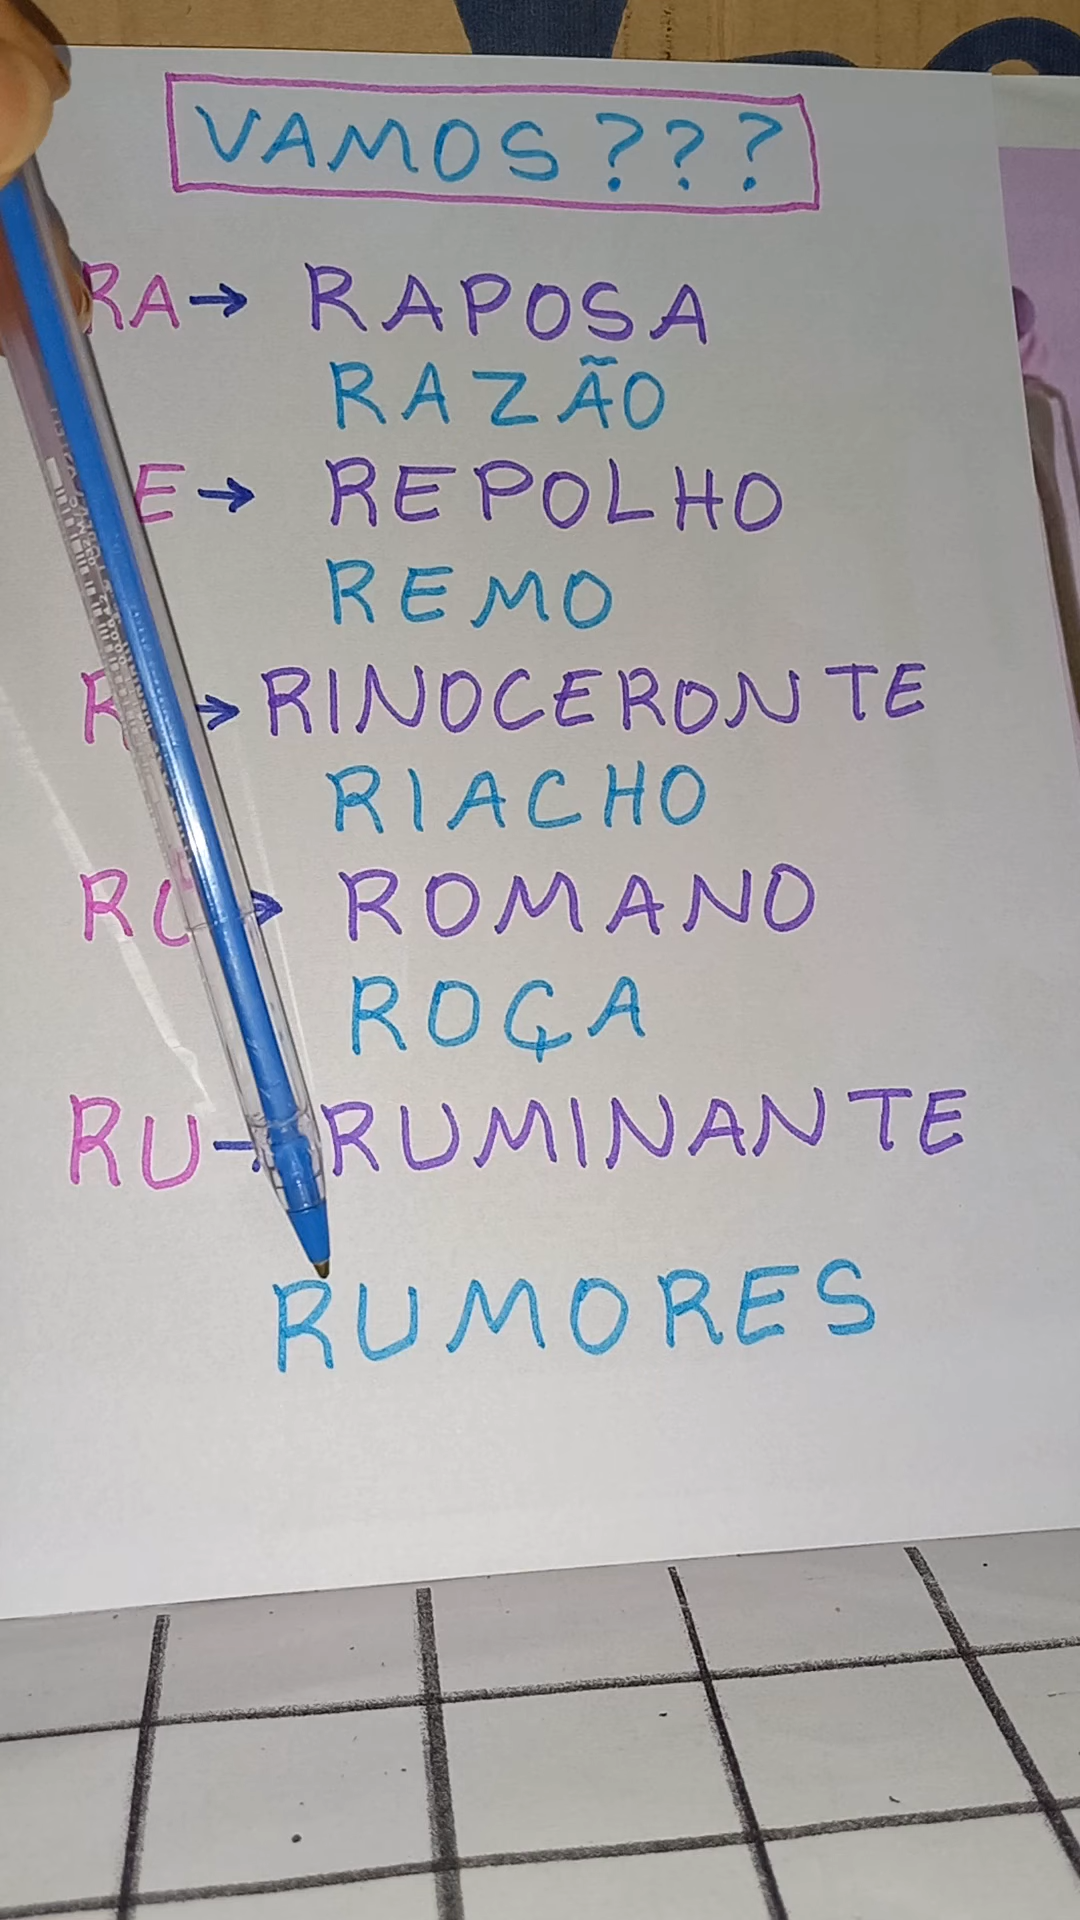 VAMOS???
RA→ RAPOSA
RAZÃO
E→ REPOLHO
REMO
R→ RINOCERONTE
RIACHO
RO→ ROMANO
ROÇA
RU→ RUMINANTE
RUMORES